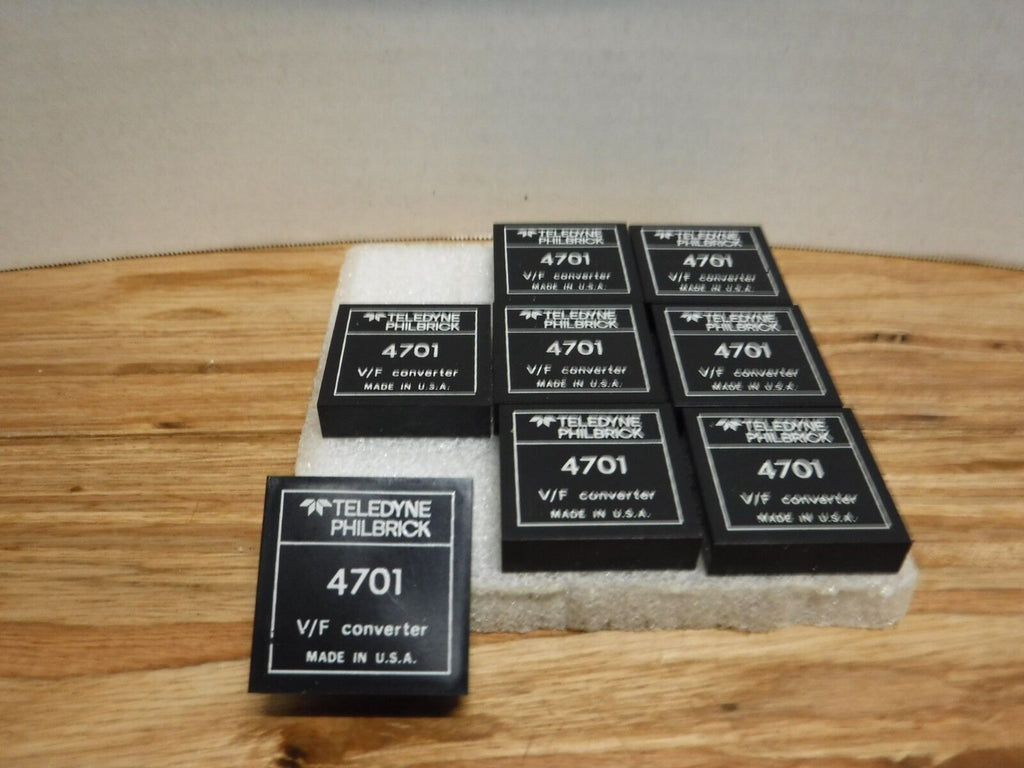 TELEDYNE
PHILBRICK
4701
V/F converter
MADE IN U.S.A.
TELEDYNE
PHILBRICK
4701
V/F converter
MADE IN U.S.A.
TELEDYNE
PHILBRICK
4701
V/F converter
MADE IN U.S.A.
TELEDYNE
PHILBRICK
4701
V/F converter
MADE IN U.S.A.
TELEDYNE
PHILBRICK
4701
V/F converter
MADE IN U.S.A.
TELEDYNE
PHILBRICK
4701
V/F converter
MADE IN U.S.A.
TELEDYNE
PHILBRICK
4701
V/F converter
MADE IN U.S.A.
TELEDYNE
PHILBRICK
4701
V/F converter
MADE IN U.S.A.